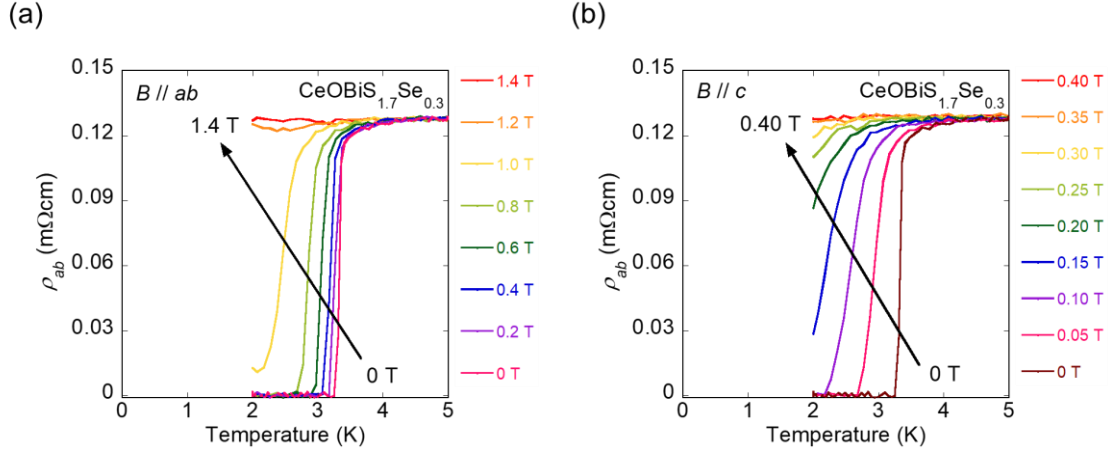 (a)
(b)
B // ab
CeOBiS1.7Se0.3
1.4 T
0 T
0.15
0.12
0.09
0.06
0.03
0
ρab (mΩcm)
0 1 2 3 4 5
Temperature (K)
1.4 T
1.2 T
1.0 T
0.8 T
0.6 T
0.4 T
0.2 T
0 T
B // c
CeOBiS1.7Se0.3
0.40 T
0 T
0.15
0.12
0.09
0.06
0.03
0
ρab (mΩcm)
0 1 2 3 4 5
Temperature (K)
0.40 T
0.35 T
0.30 T
0.25 T
0.20 T
0.15 T
0.10 T
0.05 T
0 T